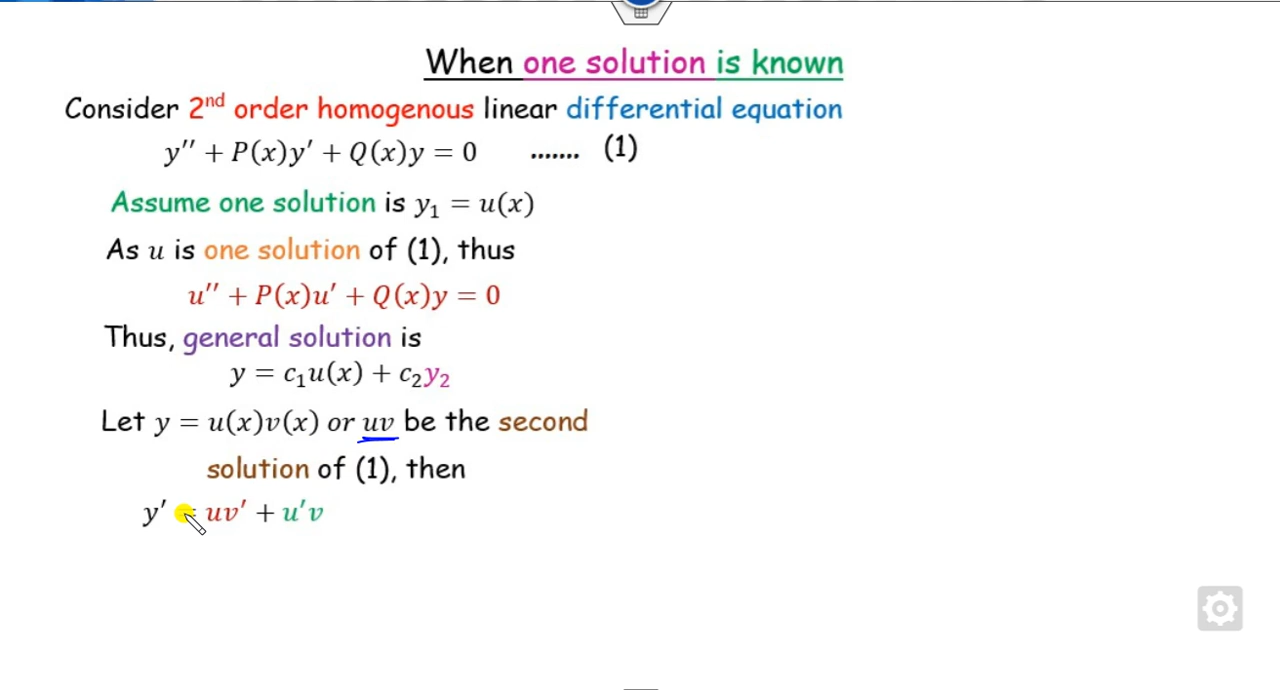 When one solution is known
Consider 2ⁿᵈ order homogenous linear differential equation
y′′ + P(x)y′ + Q(x)y = 0 ....... (1)
Assume one solution is y₁ = u(x)
As u is one solution of (1), thus
u′′ + P(x)u′ + Q(x)y = 0
Thus, general solution is
y = c₁u(x) + c₂y₂
Let y = u(x)v(x) or uv be the second
solution of (1), then
y′ = uv′ + u′v